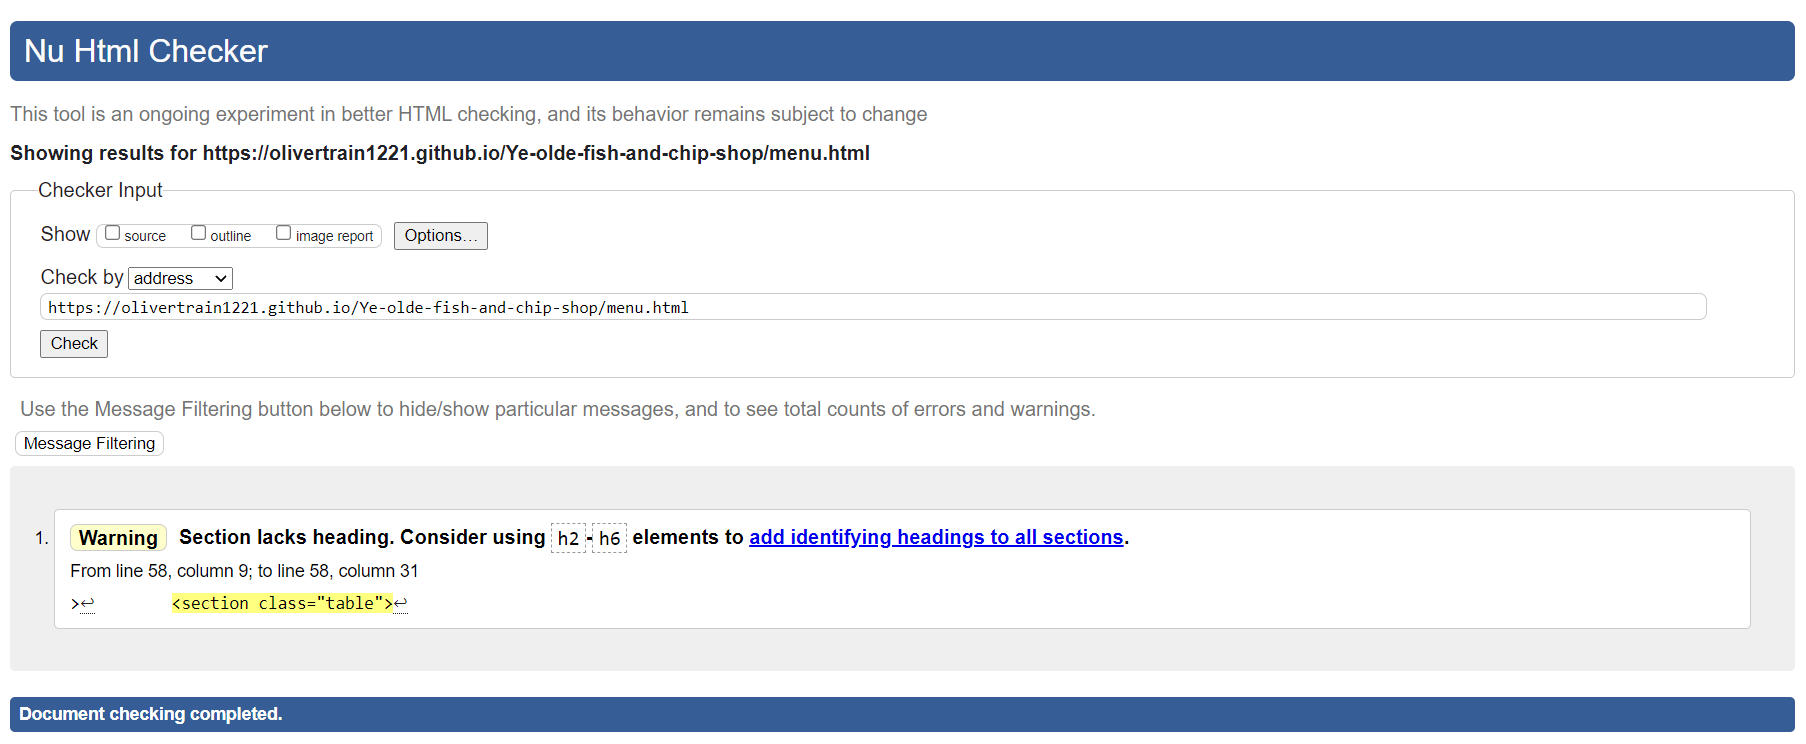 Nu Html Checker
This tool is an ongoing experiment in better HTML checking, and its behavior remains subject to change
Showing results for https://olivertrain1221.github.io/Ye-olde-fish-and-chip-shop/menu.html
Checker Input
Show source outline image report Options...
Check by address
https://olivertrain1221.github.io/Ye-olde-fish-and-chip-shop/menu.html
Check
Use the Message Filtering button below to hide/show particular messages, and to see total counts of errors and warnings.
Message Filtering
1. Warning Section lacks heading. Consider using h2-h6 elements to add identifying headings to all sections.
From line 58, column 9; to line 58, column 31
>↩ <section class="table">↩
Document checking completed.